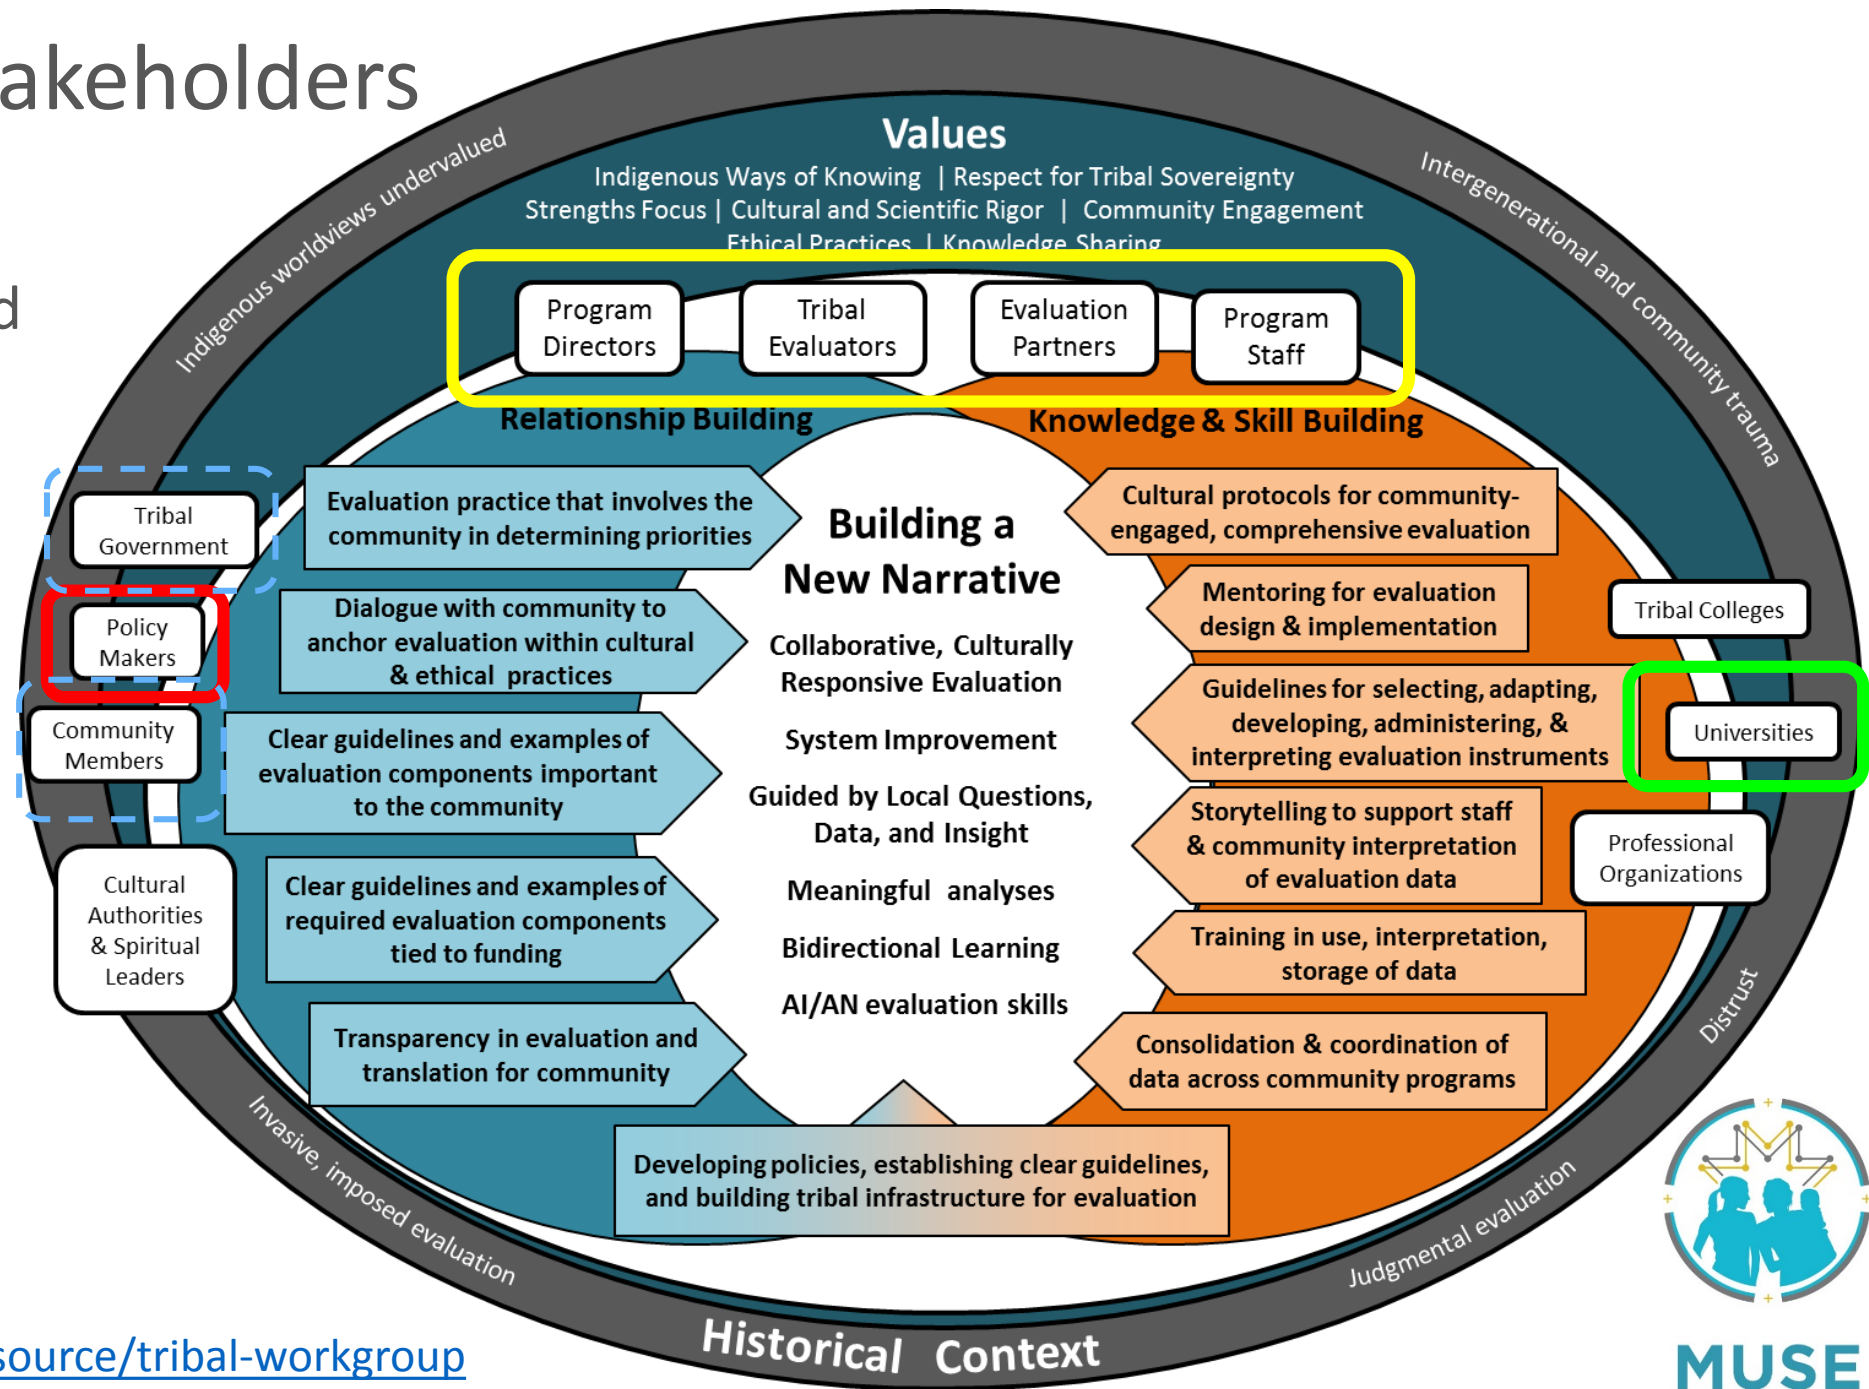 akeholders
d
Values
Indigenous Ways of Knowing | Respect for Tribal Sovereignty
Strengths Focus | Cultural and Scientific Rigor | Community Engagement
Ethical Practices | Knowledge Sharing
Indigenous worldviews undervalued
Intergenerational and community trauma
Program
Directors
Tribal
Evaluators
Evaluation
Partners
Program
Staff
Relationship Building
Knowledge & Skill Building
Tribal
Government
Policy
Makers
Community
Members
Cultural
Authorities
& Spiritual
Leaders
Evaluation practice that involves the
community in determining priorities
Dialogue with community to
anchor evaluation within cultural
& ethical practices
Clear guidelines and examples of
evaluation components important
to the community
Clear guidelines and examples of
required evaluation components
tied to funding
Transparency in evaluation and
translation for community
Building a
New Narrative
Collaborative, Culturally
Responsive Evaluation
System Improvement
Guided by Local Questions,
Data, and Insight
Meaningful analyses
Bidirectional Learning
AI/AN evaluation skills
Cultural protocols for community-
engaged, comprehensive evaluation
Mentoring for evaluation
design & implementation
Guidelines for selecting, adapting,
developing, administering, &
interpreting evaluation instruments
Storytelling to support staff
& community interpretation
of evaluation data
Training in use, interpretation,
storage of data
Consolidation & coordination of
data across community programs
Tribal Colleges
Universities
Professional
Organizations
Distrust
Developing policies, establishing clear guidelines,
and building tribal infrastructure for evaluation
Invasive, imposed evaluation
Judgmental evaluation
Historical Context
source/tribal-workgroup
MUSE